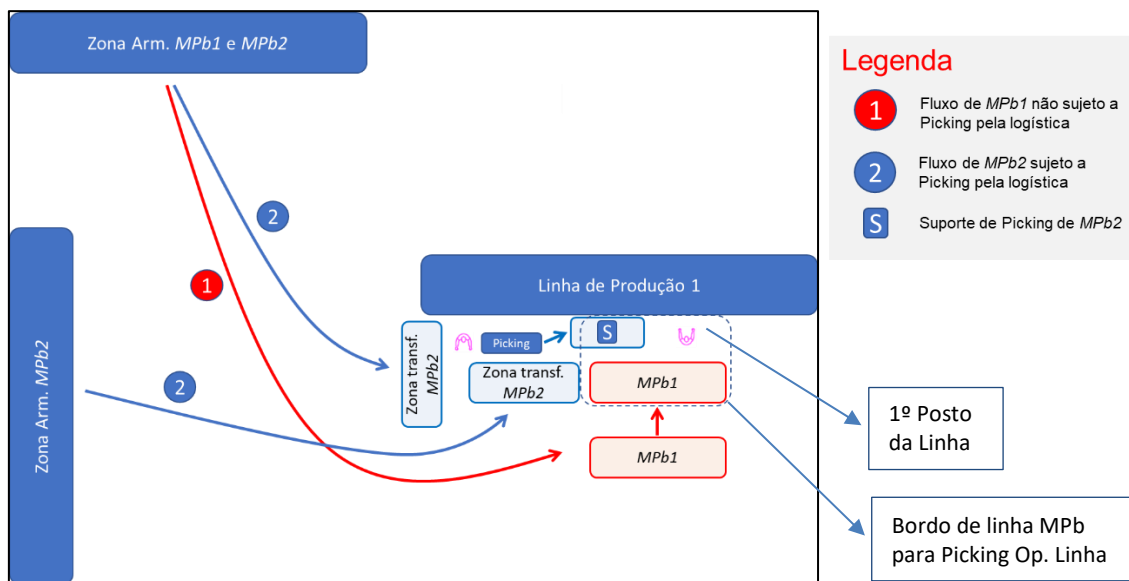 Zona Arm. MPb1 e MPb2
Legenda
1
Fluxo de MPb1 não sujeito a
Picking pela logística
2
Fluxo de MPb2 sujeito a
Picking pela logística
S
Suporte de Picking de MPb2
2
1
Linha de Produção 1
Zona Arm. MPb2
2
Zona transf.
MPb2
Picking
S
Zona transf.
MPb2
MPb1
MPb1
1º Posto
da Linha
Bordo de linha MPb
para Picking Op. Linha